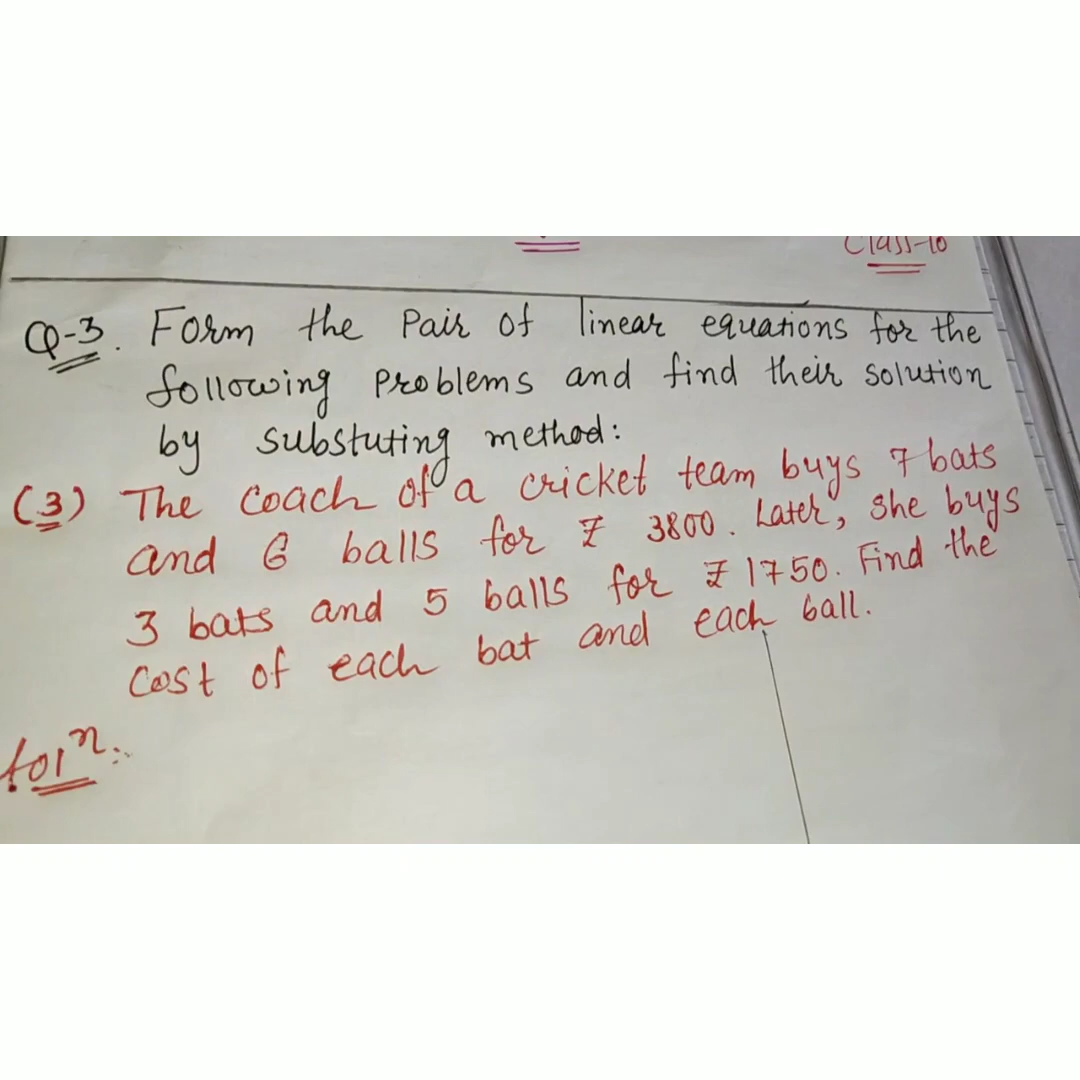 Class-10
Q-3. Form the Pair of linear equations for the
following Problems and find their solution
by substuting method:
(3) The Coach of a cricket team buys 7 bats
and 6 balls for ₹ 3800. Later, she buys
3 bats and 5 balls for ₹ 1750. Find the
Cost of each bat and each ball.
Solⁿ: